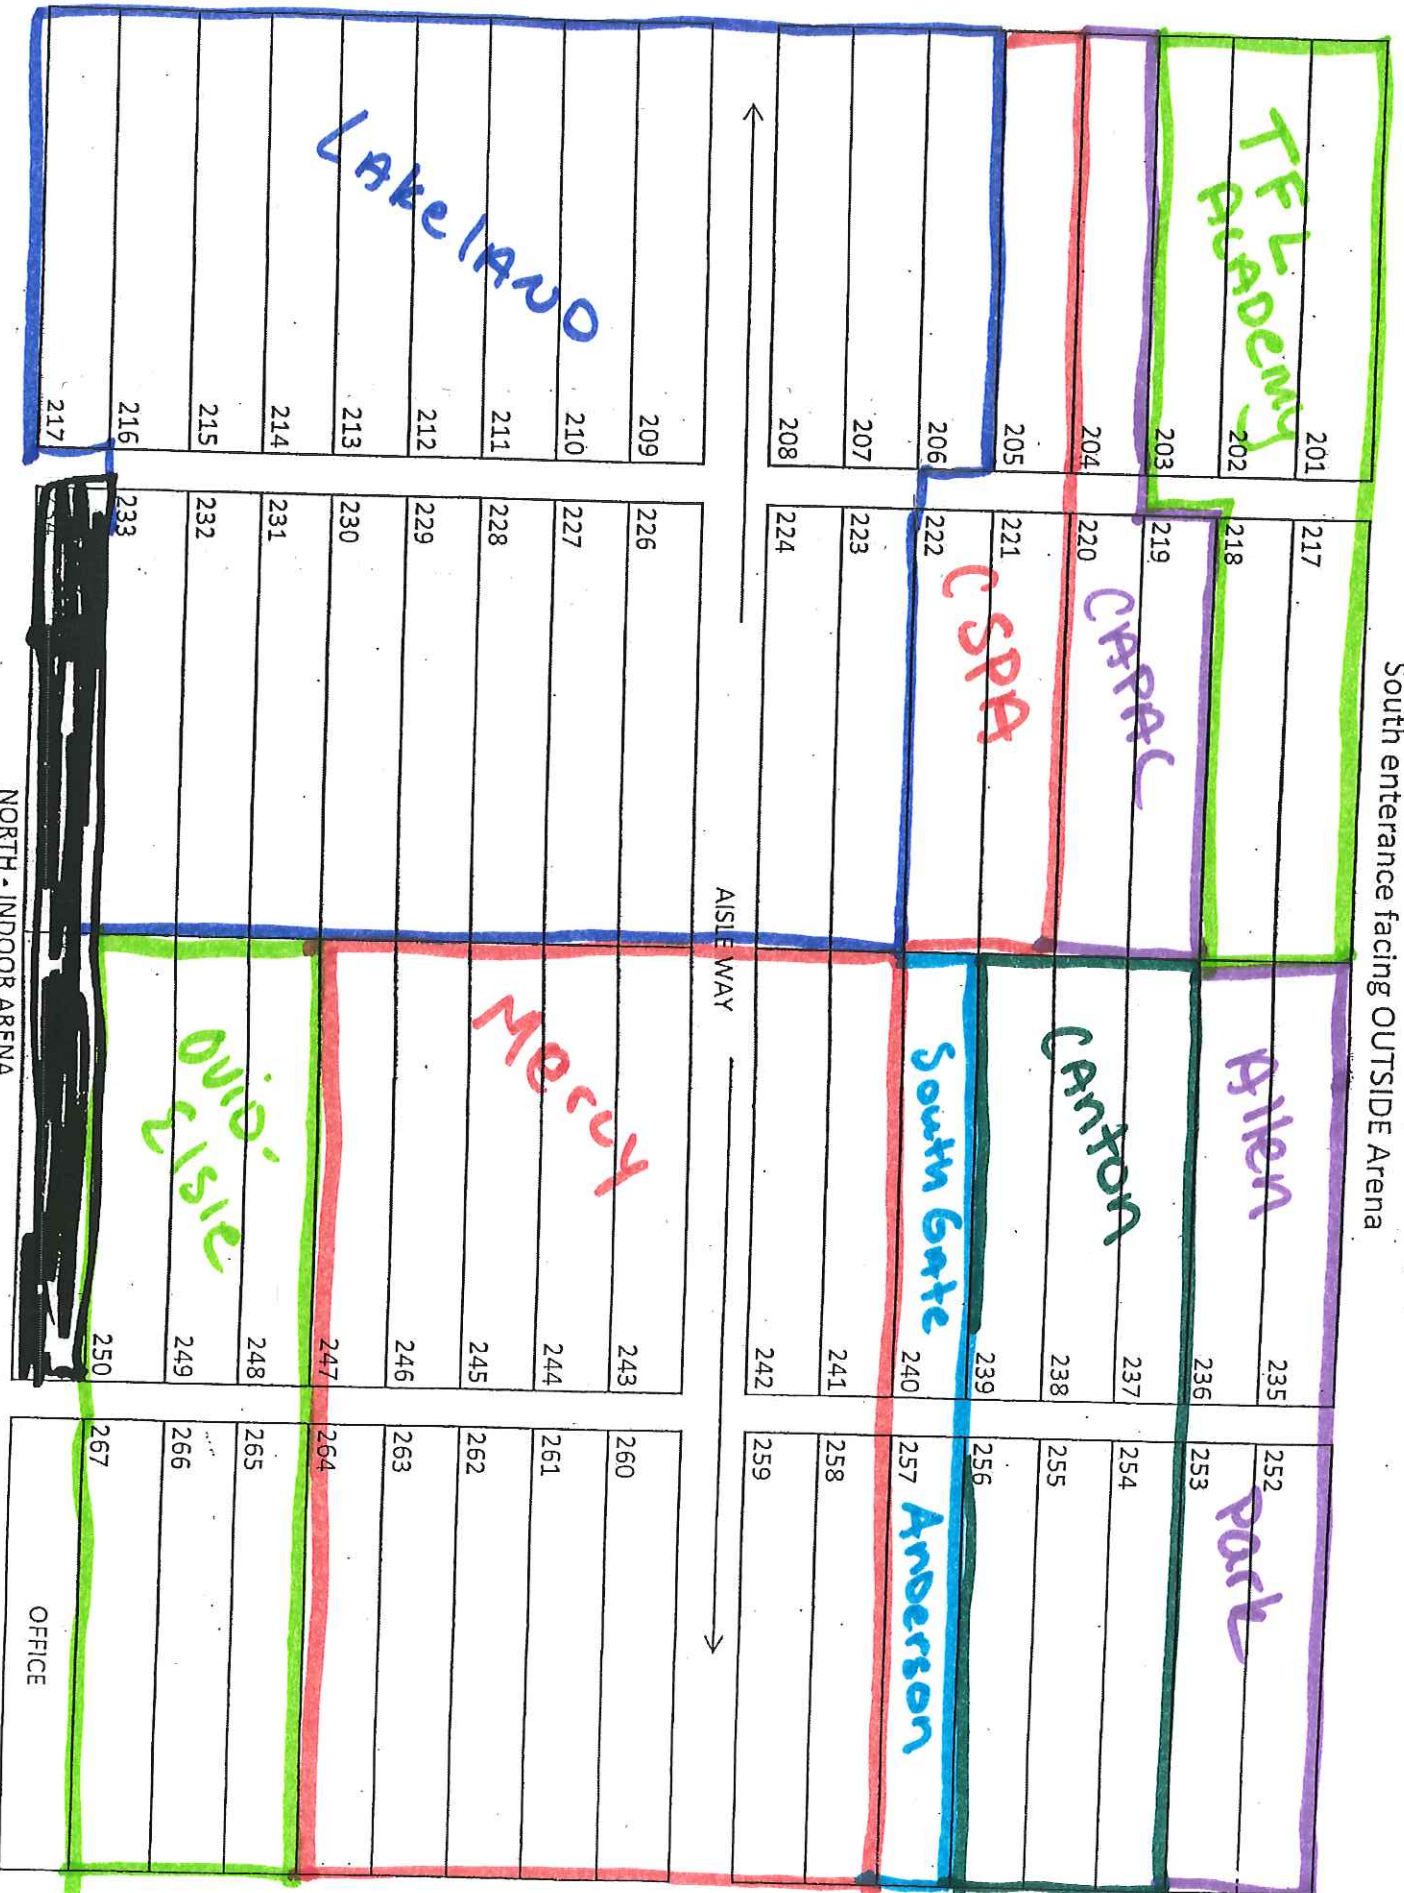 South enterance facing OUTSIDE Arena
201 217 235 252
TFL Allen Park
ACADemy
202 218 236 253
203 219 237 254
CAPAC Canton
204 220 238 255
205 221 239 256
CSPA
South Gate Anderson
206 222 240 257
207 223 241 258
208 224 242 259
AISLE WAY
209 226 243 260
210 227 244 261
LAKelAND Mercy
211 228 245 262
212 229 246 263
213 230 247 264
214 231 248 265
OViD-
ElSIe
215 232 249 266
216 233 250 267
217
OFFICE
NORTH - INDOOR ARENA